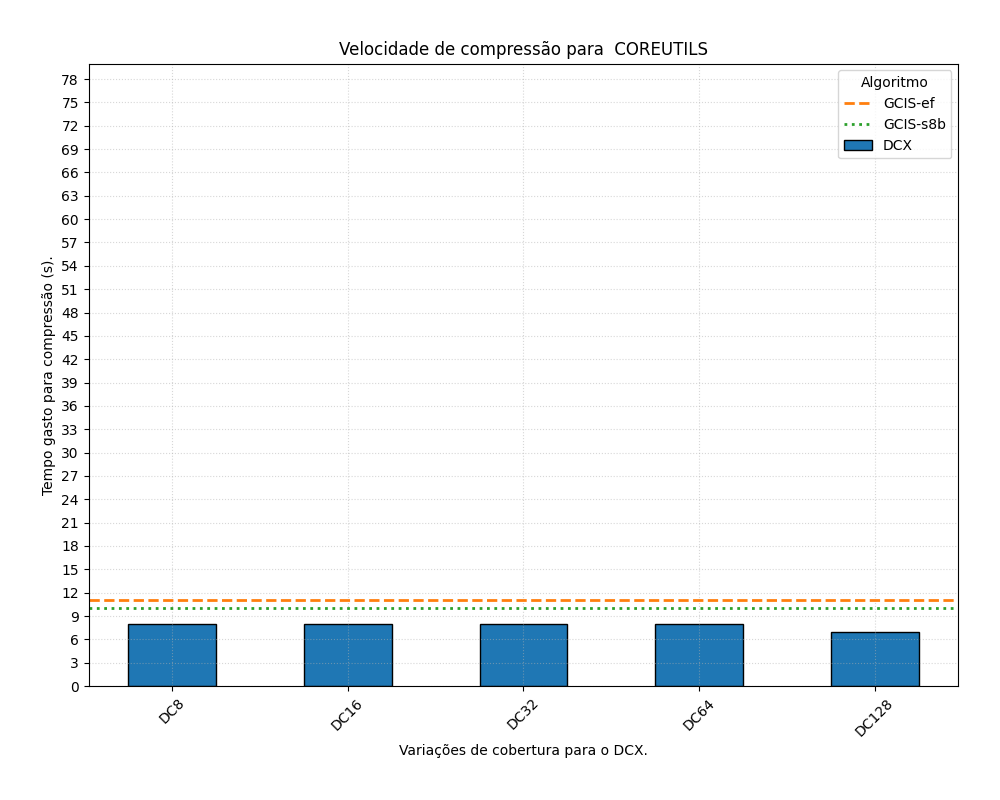 Velocidade de compressão para  COREUTILS
Algoritmo
GCIS-ef
GCIS-s8b
DCX
Tempo gasto para compressão (s).
78
75
72
69
66
63
60
57
54
51
48
45
42
39
36
33
30
27
24
21
18
15
12
9
6
3
0
DC8
DC16
DC32
DC64
DC128
Variações de cobertura para o DCX.